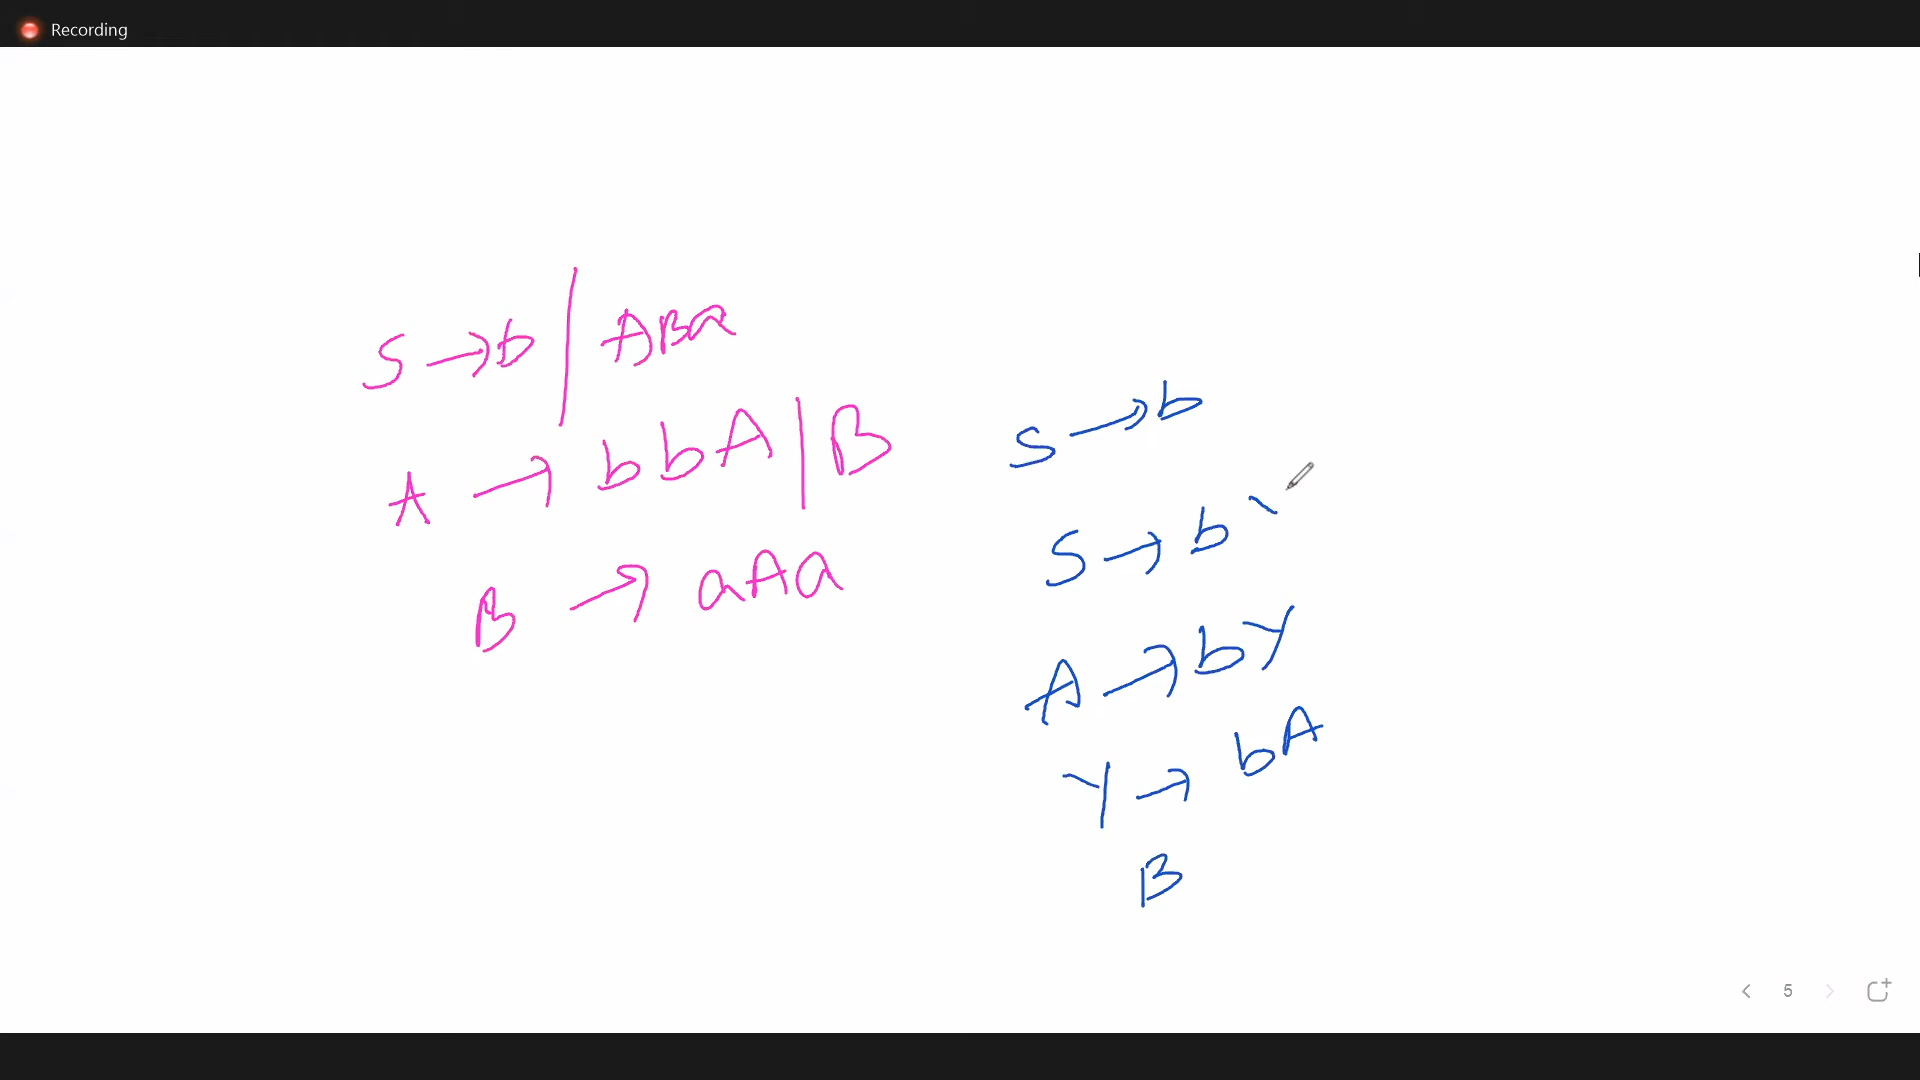 Recording
S → b | ABa
A → bbA | B
B → aAa
S → b
S → b
A → bY
Y → bA
B
5